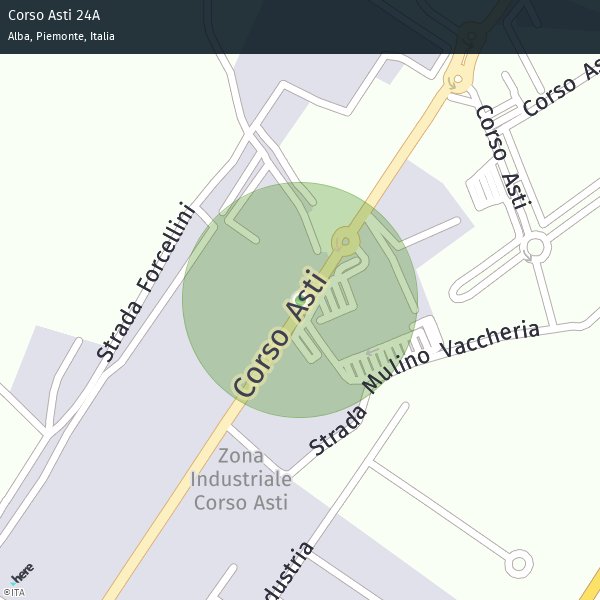 Corso Asti 24A
Alba, Piemonte, Italia
Corso As
Corso Asti
Strada Forcellini
Corso Asti
Strada Mulino Vaccheria
Zona
Industriale
Corso Asti
dustria
here
©ITA